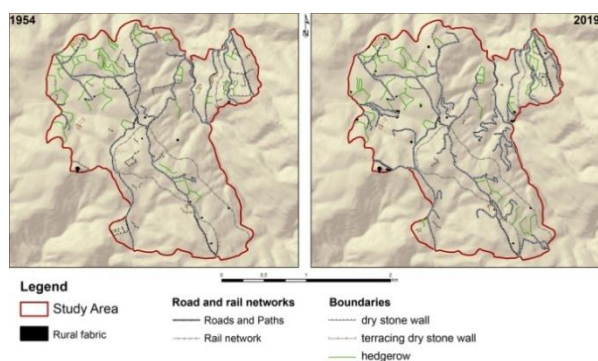 1954
2019
N
0 0,5 1 2
Legend
Study Area
Rural fabric
Road and rail networks
Roads and Paths
Rail network
Boundaries
dry stone wall
terracing dry stone wall
hedgerow